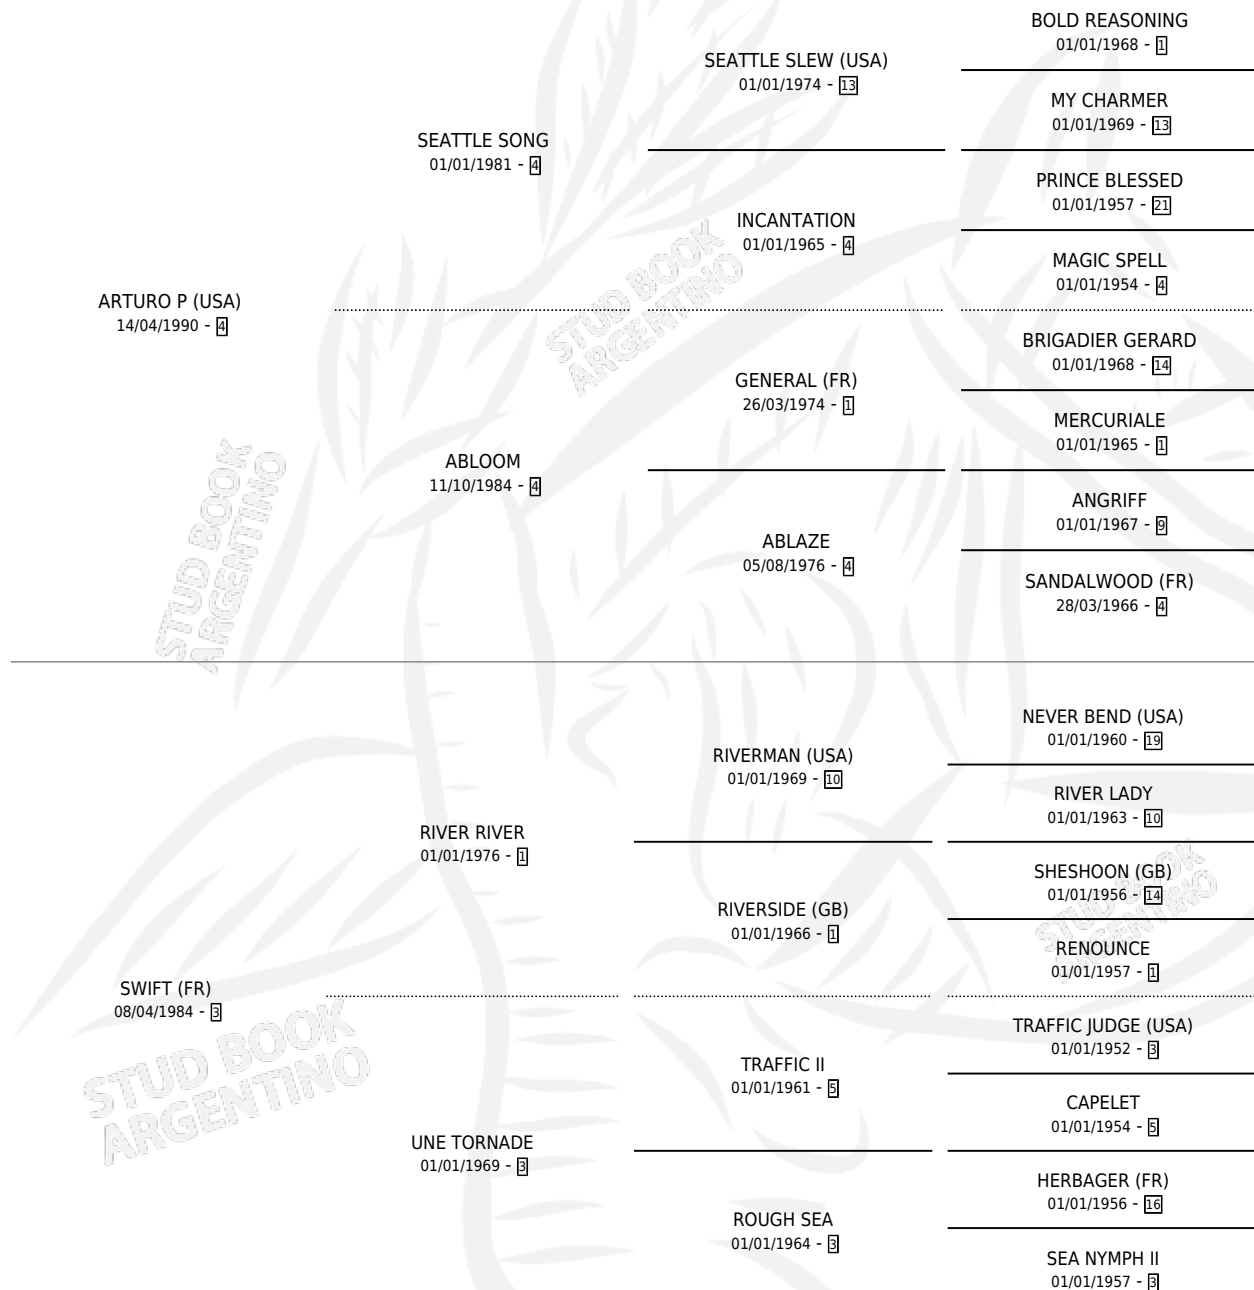 BOLD REASONING
01/01/1968 - 1
SEATTLE SLEW (USA)
01/01/1974 - 13
MY CHARMER
01/01/1969 - 13
SEATTLE SONG
01/01/1981 - 4
PRINCE BLESSED
01/01/1957 - 21
INCANTATION
01/01/1965 - 4
MAGIC SPELL
01/01/1954 - 4
ARTURO P (USA)
14/04/1990 - 4
STUD BOOK
ARGENTINO
BRIGADIER GERARD
01/01/1968 - 14
GENERAL (FR)
26/03/1974 - 1
MERCURIALE
01/01/1965 - 1
ABLOOM
11/10/1984 - 4
ANGRIFF
01/01/1967 - 9
ABLAZE
05/08/1976 - 4
SANDALWOOD (FR)
28/03/1966 - 4
STUD BOOK
ARGENTINO
NEVER BEND (USA)
01/01/1960 - 19
RIVERMAN (USA)
01/01/1969 - 10
RIVER LADY
01/01/1963 - 10
RIVER RIVER
01/01/1976 - 1
SHESHOON (GB)
01/01/1956 - 14
RIVERSIDE (GB)
01/01/1966 - 1
STUD BOOK
ARGENTINO
RENOUNCE
01/01/1957 - 1
SWIFT (FR)
08/04/1984 - 3
STUD BOOK
ARGENTINO
TRAFFIC JUDGE (USA)
01/01/1952 - 3
TRAFFIC II
01/01/1961 - 5
CAPELET
01/01/1954 - 5
UNE TORNADE
01/01/1969 - 3
HERBAGER (FR)
01/01/1956 - 16
ROUGH SEA
01/01/1964 - 3
SEA NYMPH II
01/01/1957 - 3